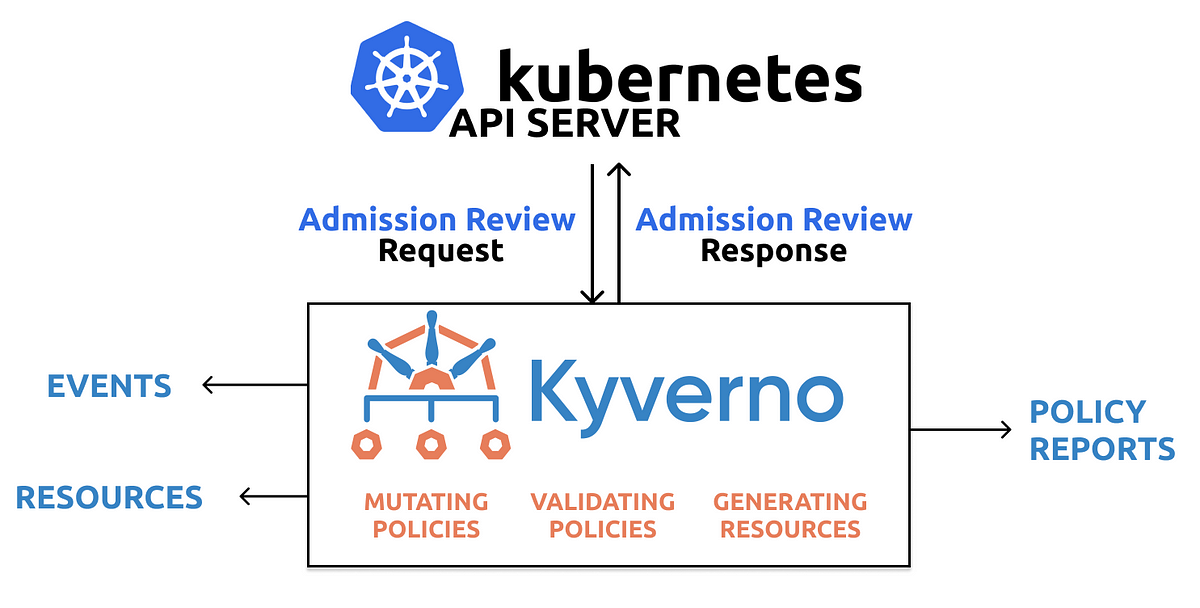 kubernetes
API SERVER
Admission Review
Request
Admission Review
Response
Kyverno
EVENTS
RESOURCES
POLICY
REPORTS
MUTATING
POLICIES
VALIDATING
POLICIES
GENERATING
RESOURCES